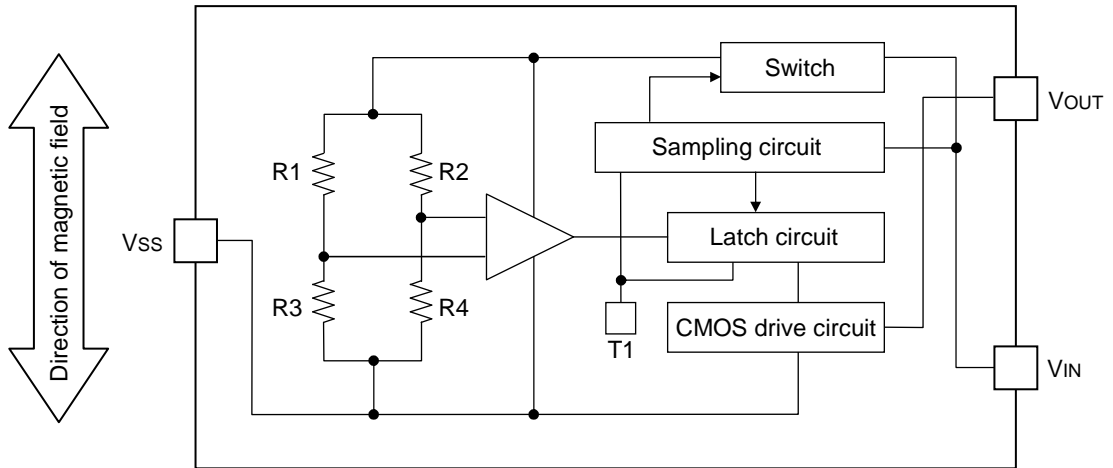 Direction of magnetic field
Switch
VOUT
Sampling circuit
R1
R2
VSS
Latch circuit
R3
R4
CMOS drive circuit
T1
VIN